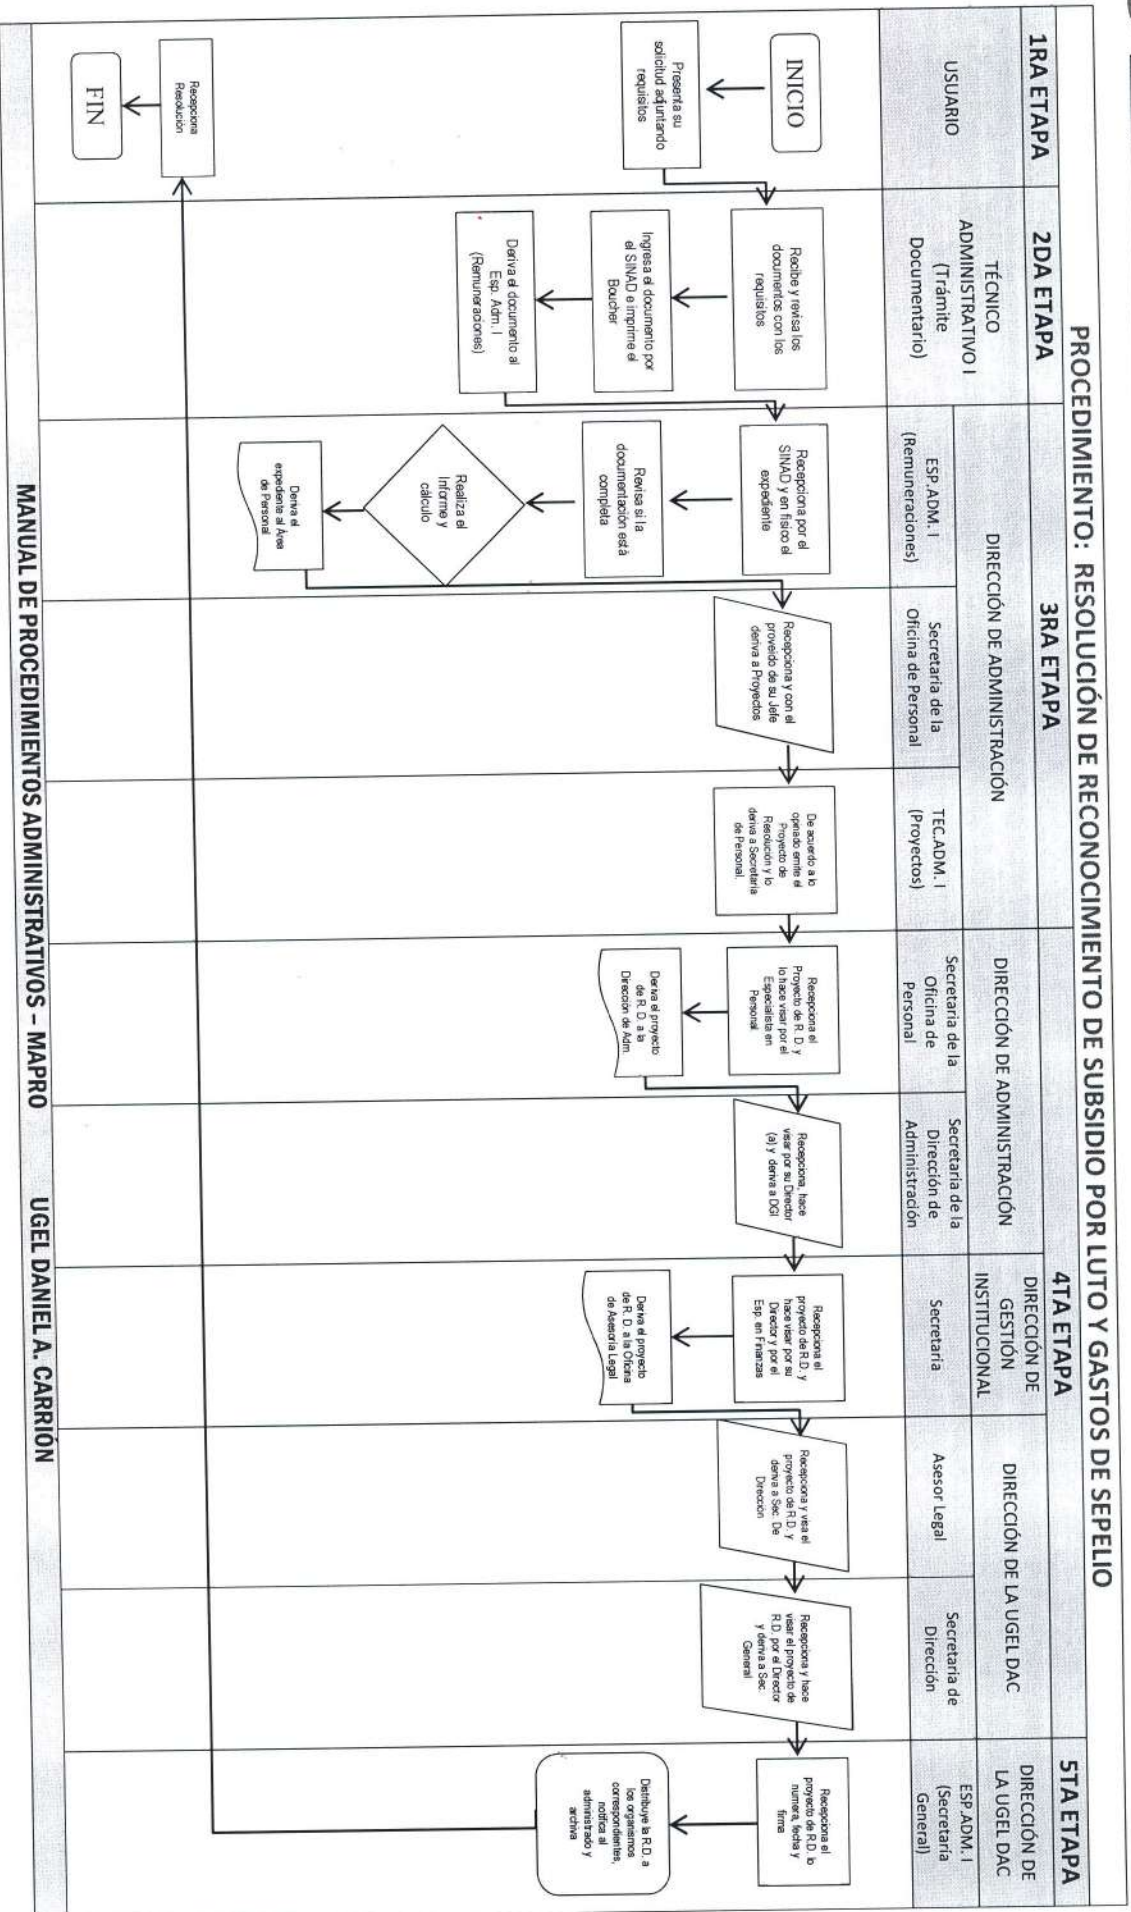 PROCEDIMIENTO: RESOLUCIÓN DE RECONOCIMIENTO DE SUBSIDIO POR LUTO Y GASTOS DE SEPELIO
1RA ETAPA
2DA ETAPA
3RA ETAPA
4TA ETAPA
5TA ETAPA
USUARIO
TÉCNICO
ADMINISTRATIVO I
(Trámite
Documentario)
DIRECCIÓN DE ADMINISTRACIÓN
ESP.ADM. I
(Remuneraciones)
Secretaria de la
Oficina de Personal
TEC.ADM. I
(Proyectos)
DIRECCIÓN DE ADMINISTRACIÓN
Secretaria de la
Oficina de
Personal
Secretaria de la
Dirección de
Administración
DIRECCIÓN DE
GESTIÓN
INSTITUCIONAL
Secretaria
DIRECCIÓN DE LA UGEL DAC
Asesor Legal
Secretaria de
Dirección
DIRECCIÓN DE
LA UGEL DAC
ESP.ADM. I
(Secretaría
General)
INICIO
Presenta su
solicitud adjuntando
requisitos
Recepciona
Resolución
FIN
Recibe y revisa los
documentos con los
requisitos
Ingresa el documento por
el SINAD e imprime el
Boucher
Deriva el documento al
Esp. Adm. I
(Remuneraciones)
Recepciona por el
SINAD y en físico el
expediente
Revisa si la
documentación está
completa
Realiza el
Informe y
cálculo
Deriva el
expediente al Área
de Personal
Recepciona y con el
proveido de su Jefe
deriva a Proyectos
De acuerdo a lo
opinado emite el
Proyecto de
Resolución y lo
deriva a Secretaría
de Personal.
Recepciona el
Proyecto de R. D. y
lo hace visar por el
Especialista en
Personal
Deriva el proyecto
de R. D. a la
Dirección de Adm.
Recepciona, hace
visar por su Director
(a) y deriva a DGI
Recepciona el
proyecto de R.D. y
hace visar por su
Director y por el
Esp. en Finanzas
Deriva el proyecto
de R. D. a la Oficina
de Asesoría Legal
Recepciona y visa el
proyecto de R.D. y
deriva a Sec. De
Dirección
Recepciona y hace
visar el proyecto de
R.D. por el Director
y deriva a Sec.
General
Recepciona el
proyecto de R.D. lo
numera, fecha y
firma
Distribuye la R.D. a
los organismos
correspondientes,
notifica al
administrado y
archiva
MANUAL DE PROCEDIMIENTOS ADMINISTRATIVOS – MAPRO UGEL DANIEL A. CARRIÓN